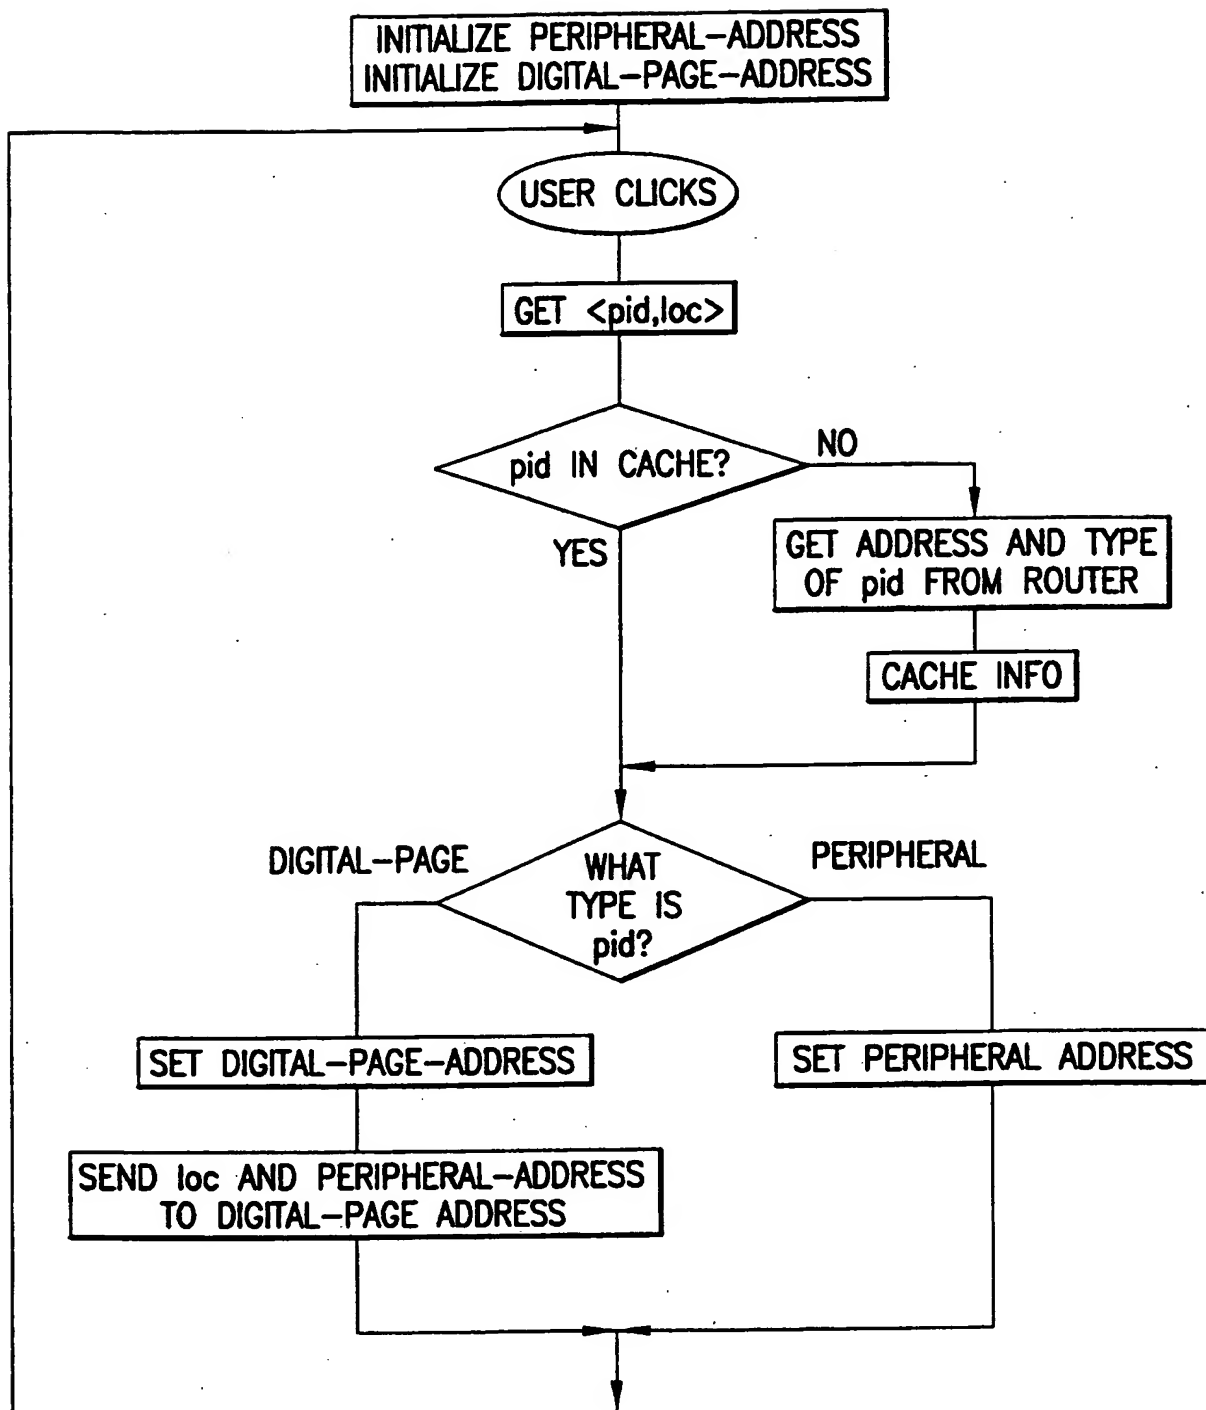 INITIALIZE PERIPHERAL-ADDRESS
INITIALIZE DIGITAL-PAGE-ADDRESS
USER CLICKS
GET <pid,loc>
pid IN CACHE?
NO
YES
GET ADDRESS AND TYPE
OF pid FROM ROUTER
CACHE INFO
DIGITAL-PAGE
WHAT
TYPE IS
pid?
PERIPHERAL
SET DIGITAL-PAGE-ADDRESS
SET PERIPHERAL ADDRESS
SEND loc AND PERIPHERAL-ADDRESS
TO DIGITAL-PAGE ADDRESS